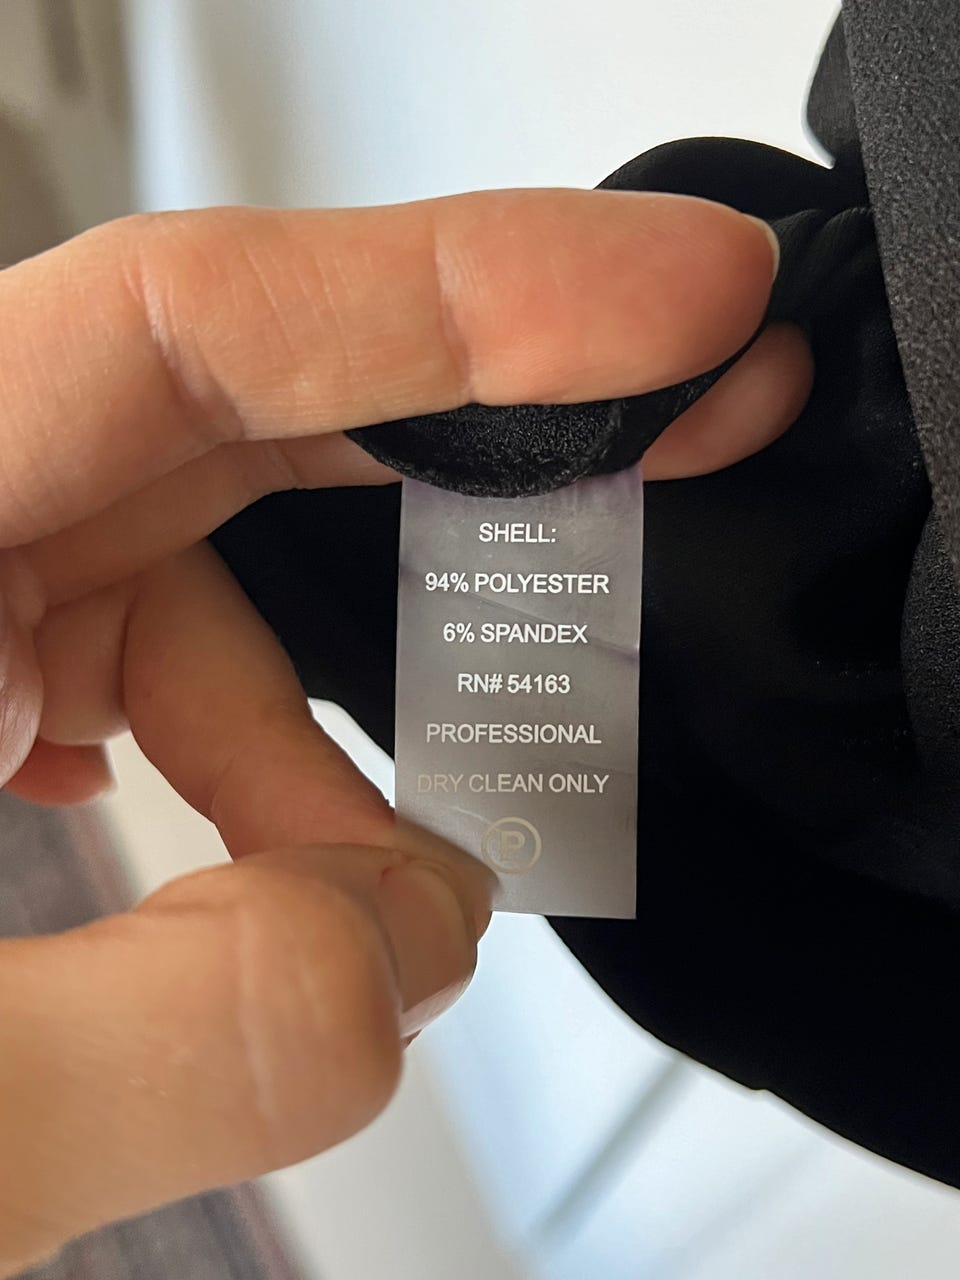 SHELL:
94% POLYESTER
6% SPANDEX
RN# 54163
PROFESSIONAL
DRY CLEAN ONLY
P